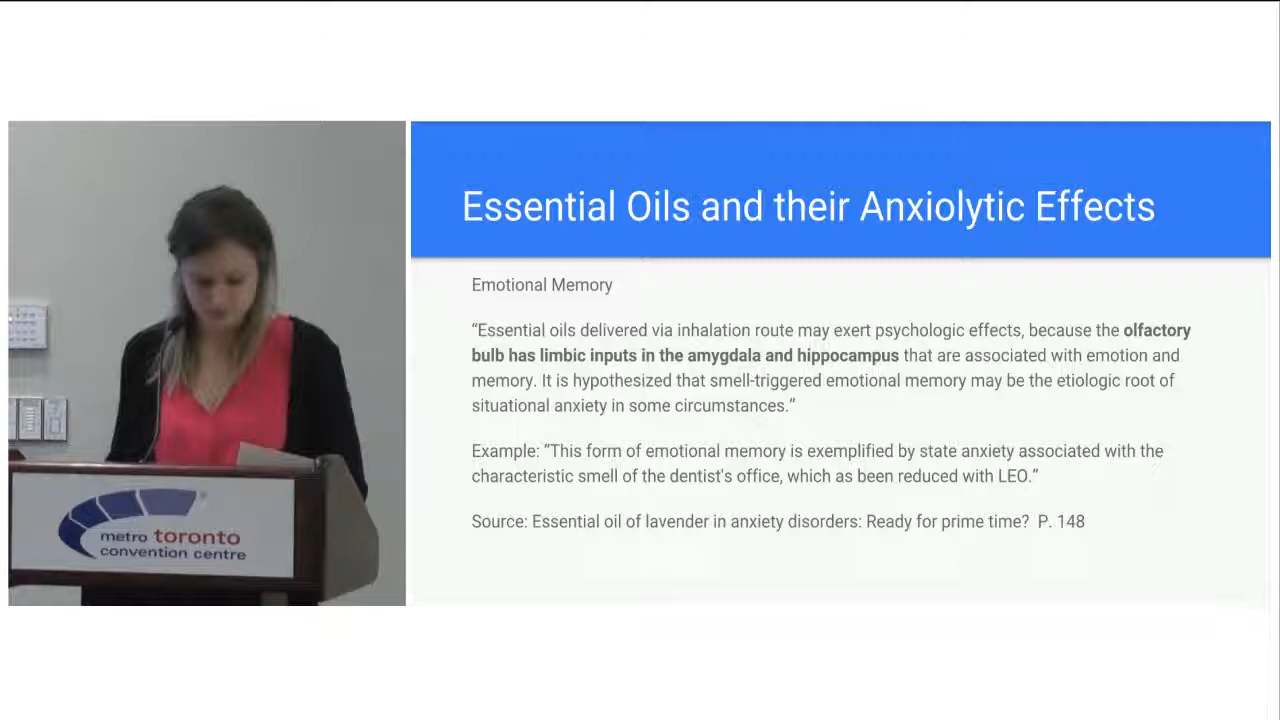 Essential Oils and their Anxiolytic Effects
Emotional Memory
“Essential oils delivered via inhalation route may exert psychologic effects, because the olfactory
bulb has limbic inputs in the amygdala and hippocampus that are associated with emotion and
memory. It is hypothesized that smell-triggered emotional memory may be the etiologic root of
situational anxiety in some circumstances.”
Example: “This form of emotional memory is exemplified by state anxiety associated with the
characteristic smell of the dentist's office, which as been reduced with LEO.”
Source: Essential oil of lavender in anxiety disorders: Ready for prime time? P. 148
metro toronto
convention centre